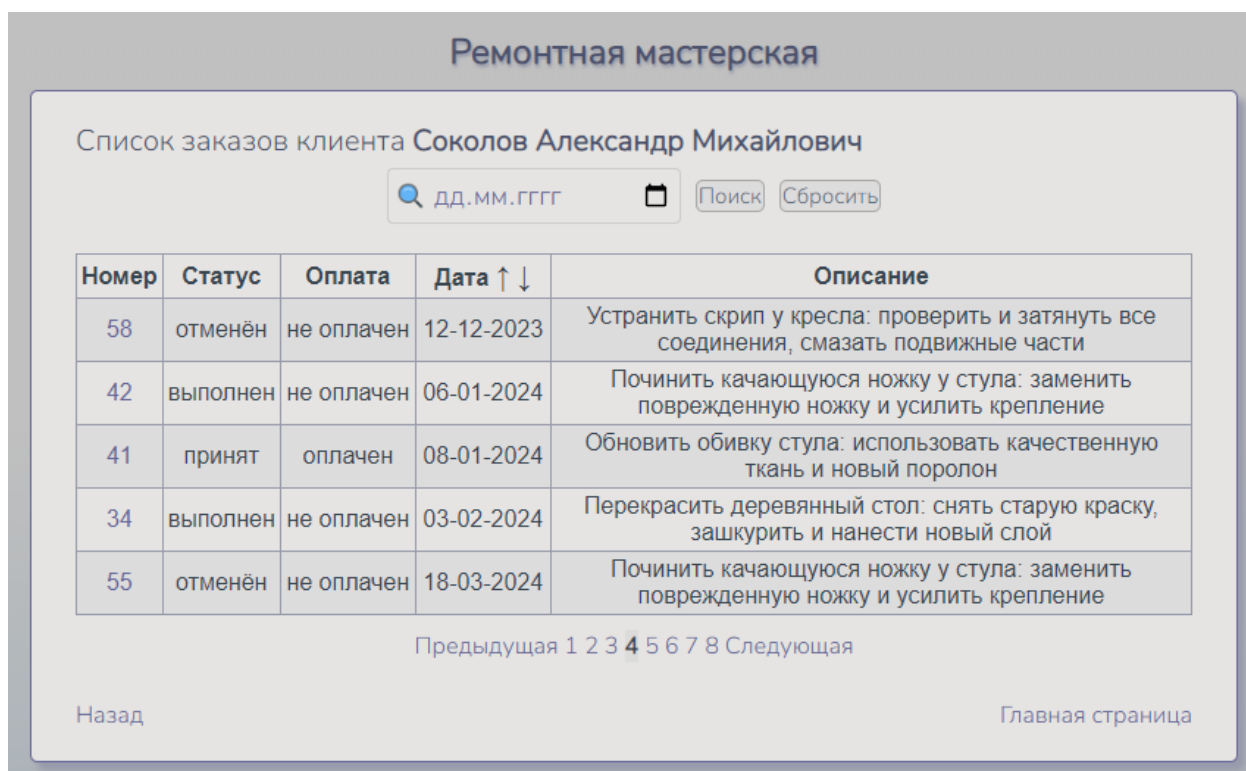 Ремонтная мастерская
Список заказов клиента Соколов Александр Михайлович
дд.мм.гггг Поиск Сбросить
Номер Статус Оплата Дата ↑ ↓ Описание
58 отменён не оплачен 12-12-2023 Устранить скрип у кресла: проверить и затянуть все
соединения, смазать подвижные части
42 выполнен не оплачен 06-01-2024 Починить качающуюся ножку у стула: заменить
поврежденную ножку и усилить крепление
41 принят оплачен 08-01-2024 Обновить обивку стула: использовать качественную
ткань и новый поролон
34 выполнен не оплачен 03-02-2024 Перекрасить деревянный стол: снять старую краску,
зашкурить и нанести новый слой
55 отменён не оплачен 18-03-2024 Починить качающуюся ножку у стула: заменить
поврежденную ножку и усилить крепление
Предыдущая 1 2 3 4 5 6 7 8 Следующая
Назад Главная страница